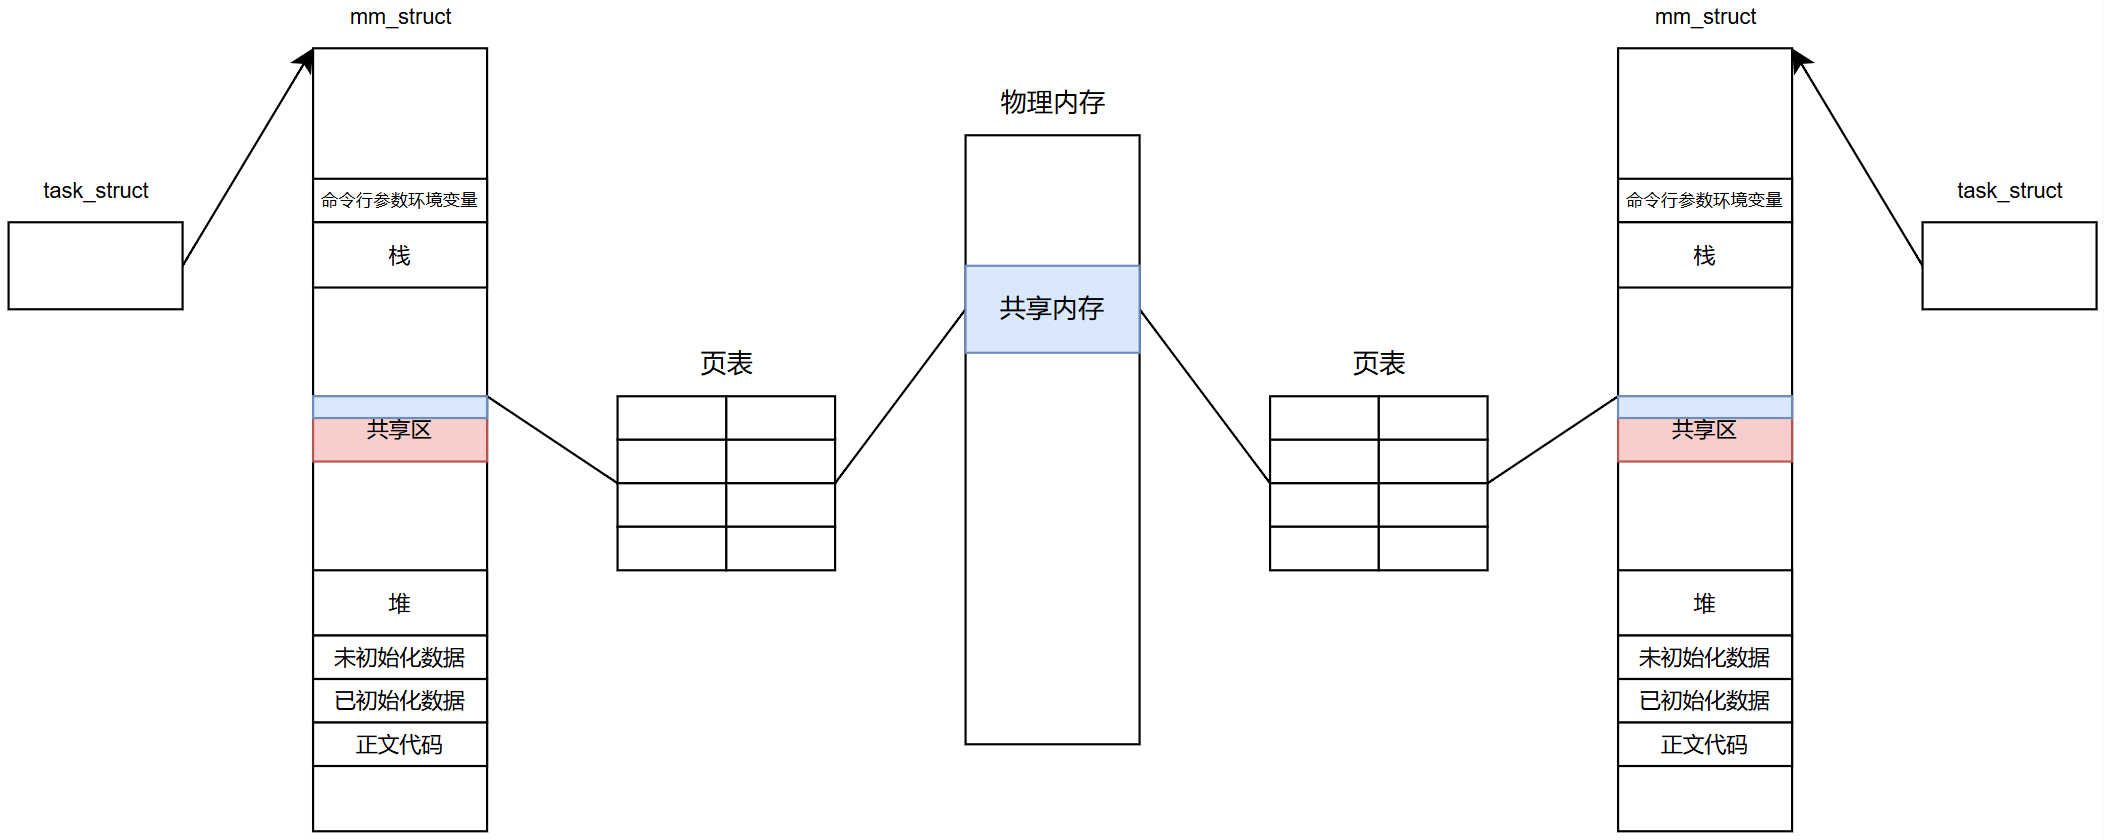 mm_struct
mm_struct
物理内存
task_struct
命令行参数环境变量
命令行参数环境变量
task_struct
栈
栈
共享内存
页表
页表
共享区
共享区
堆
堆
未初始化数据
未初始化数据
已初始化数据
已初始化数据
正文代码
正文代码